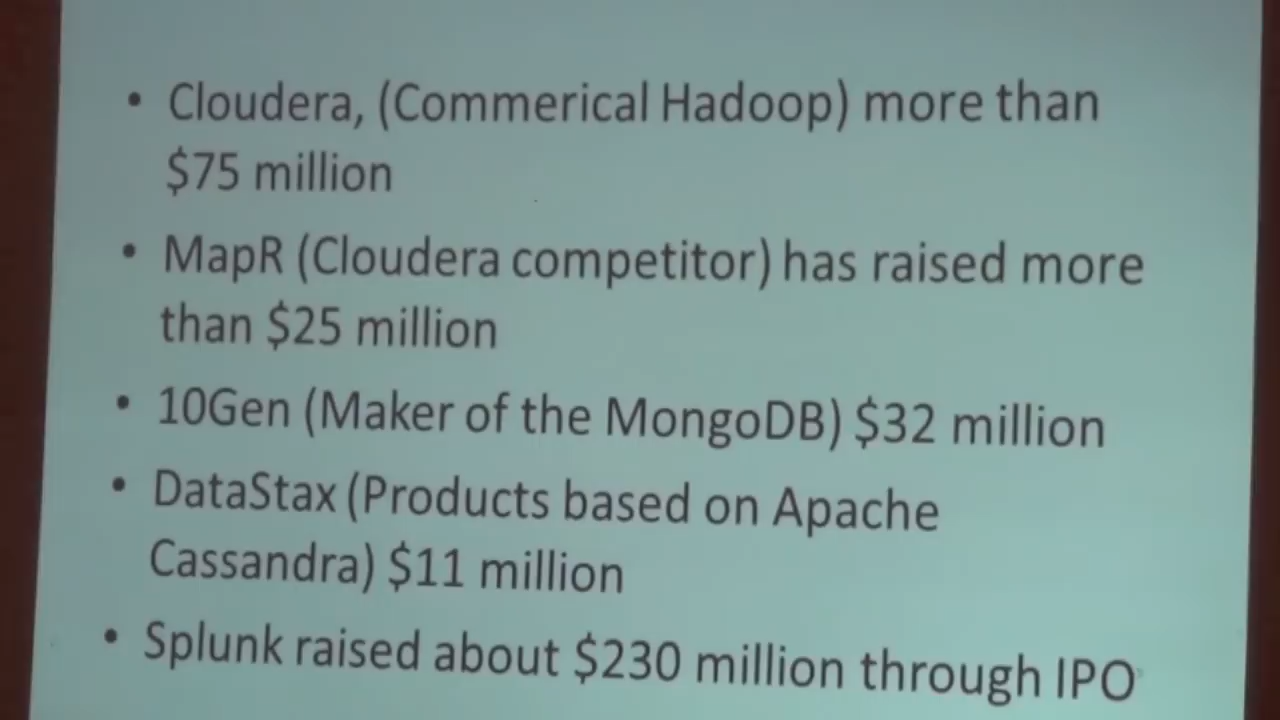 • Cloudera, (Commerical Hadoop) more than
$75 million
• MapR (Cloudera competitor) has raised more
than $25 million
• 10Gen (Maker of the MongoDB) $32 million
• DataStax (Products based on Apache
Cassandra) $11 million
• Splunk raised about $230 million through IPO